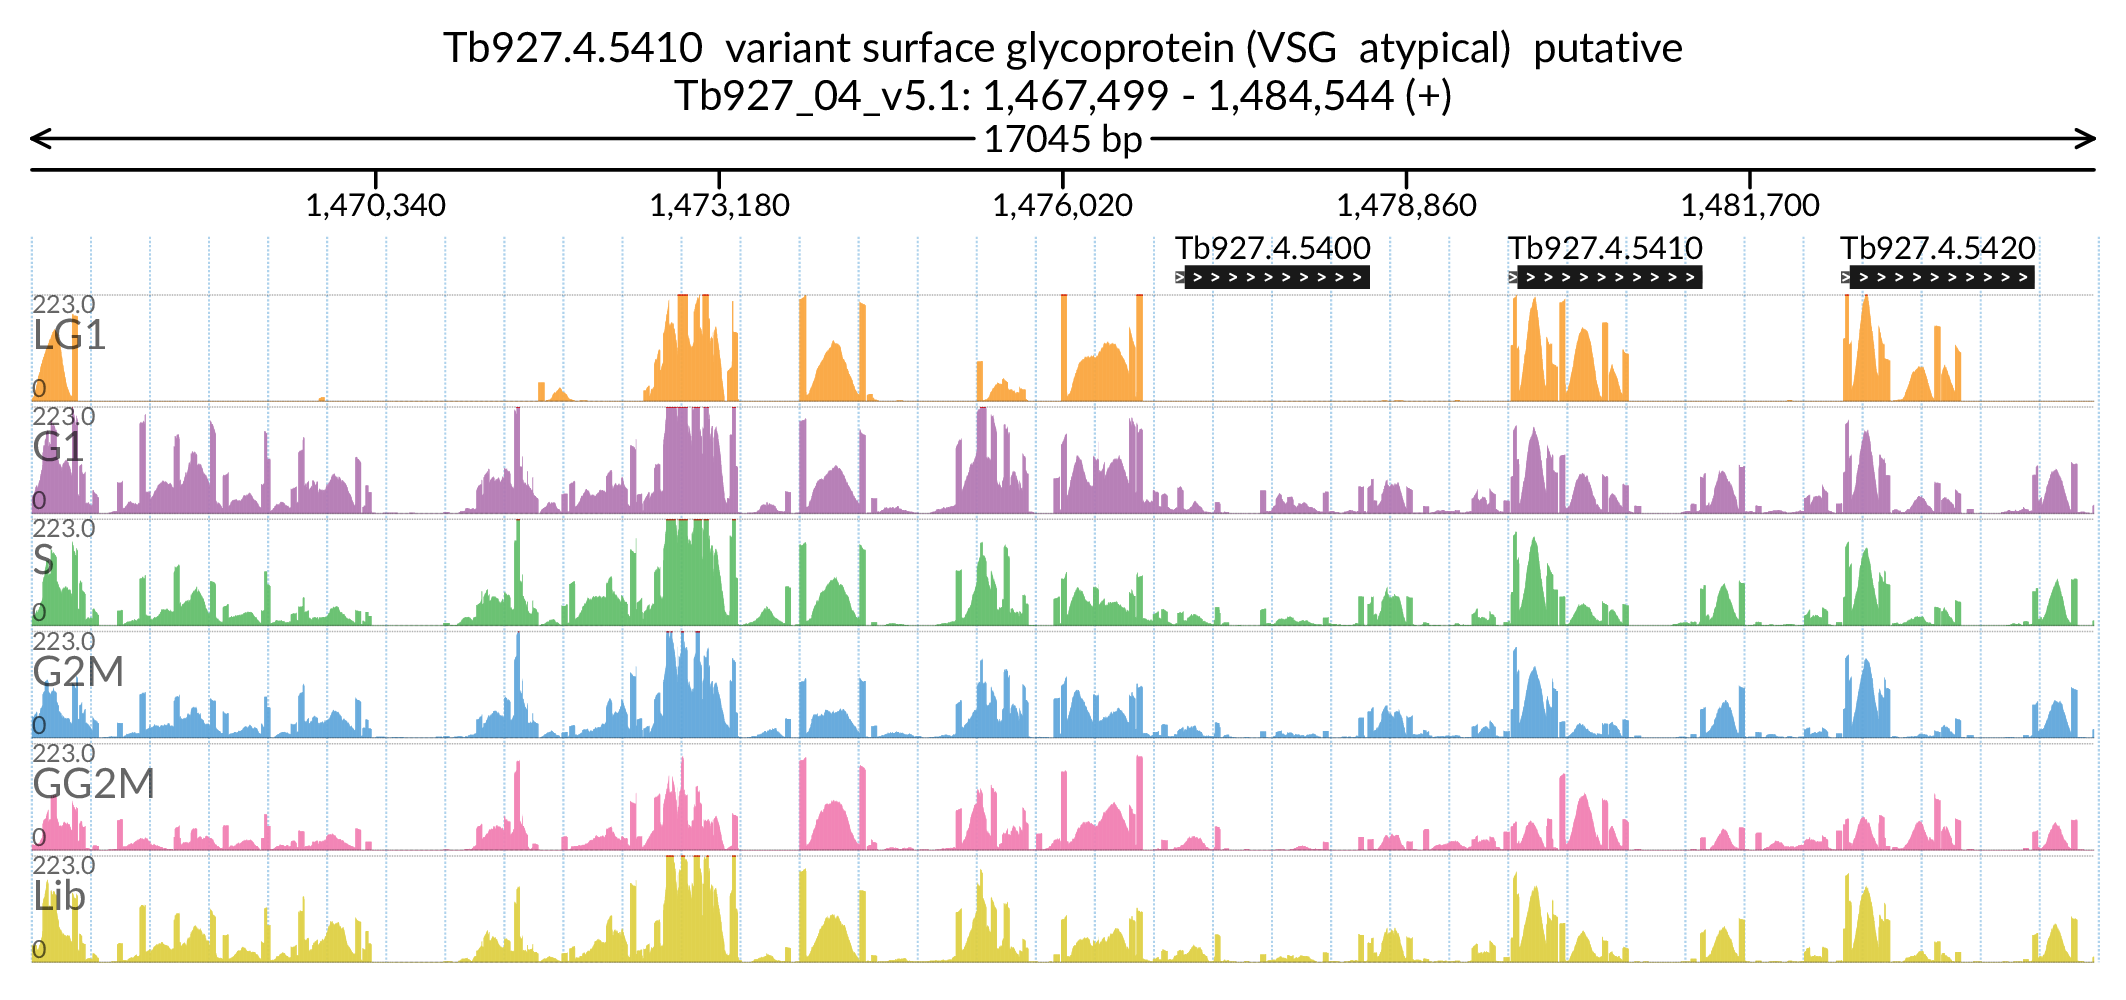 Tb927.4.5410 variant surface glycoprotein (VSG atypical) putative
Tb927_04_v5.1: 1,467,499 - 1,484,544 (+)
17045 bp
1,470,340 1,473,180 1,476,020 1,478,860 1,481,700
Tb927.4.5400 Tb927.4.5410 Tb927.4.5420
223.0
LG1
0
223.0
G1
0
223.0
S
0
223.0
G2M
0
223.0
GG2M
0
223.0
Lib
0